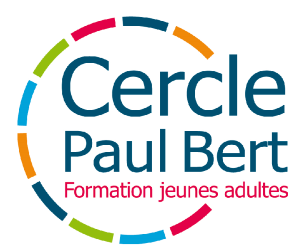 Cercle
Paul Bert
Formation jeunes adultes